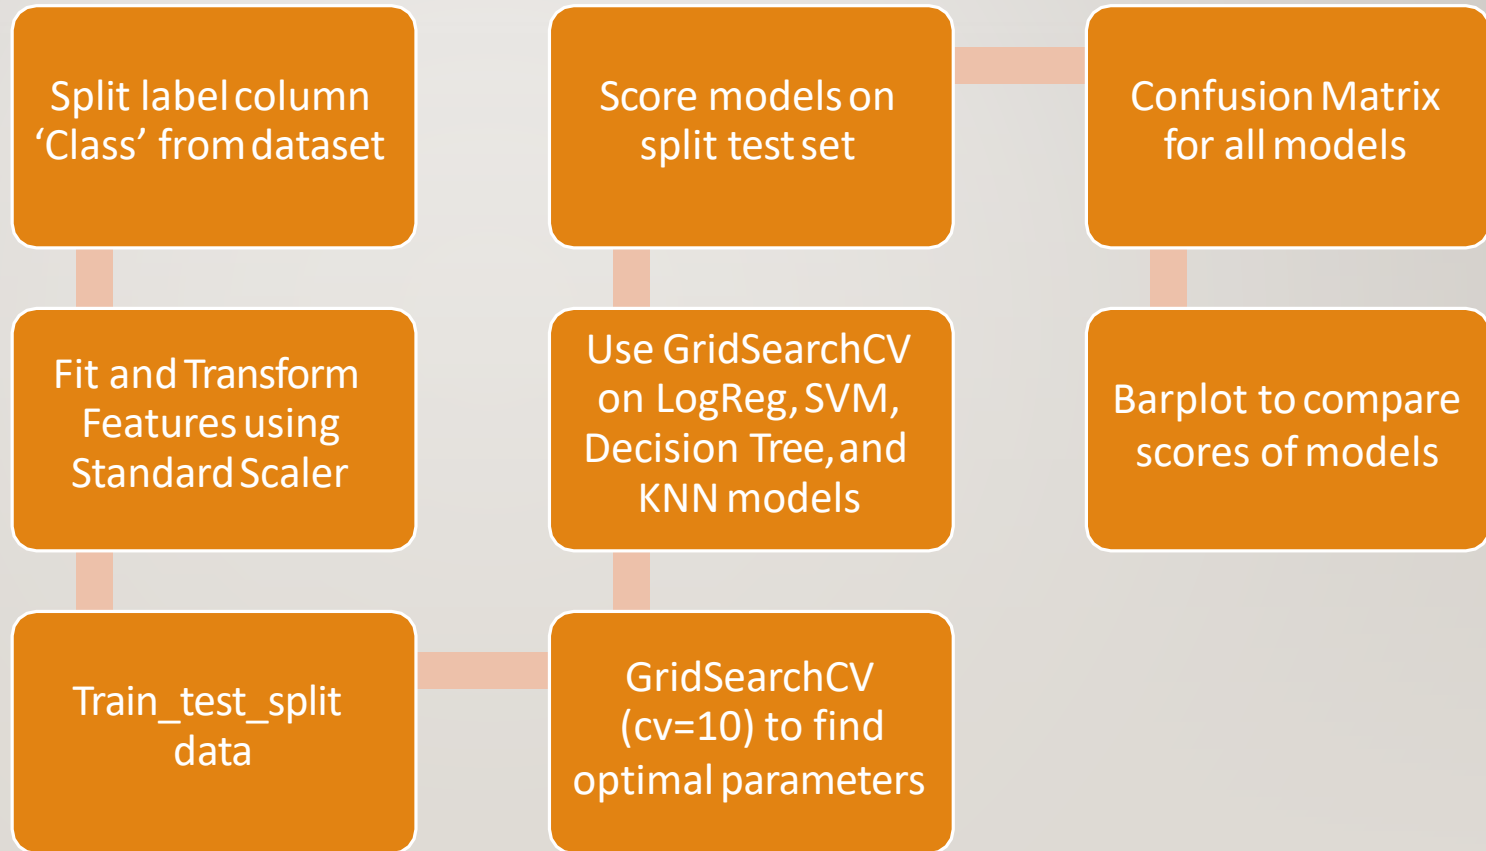 Split label column
‘Class’ from dataset
Fit and Transform
Features using
Standard Scaler
Train_test_split
data
GridSearchCV
(cv=10) to find
optimal parameters
Use GridSearchCV
on LogReg, SVM,
Decision Tree, and
KNN models
Score models on
split test set
Confusion Matrix
for all models
Barplot to compare
scores of models